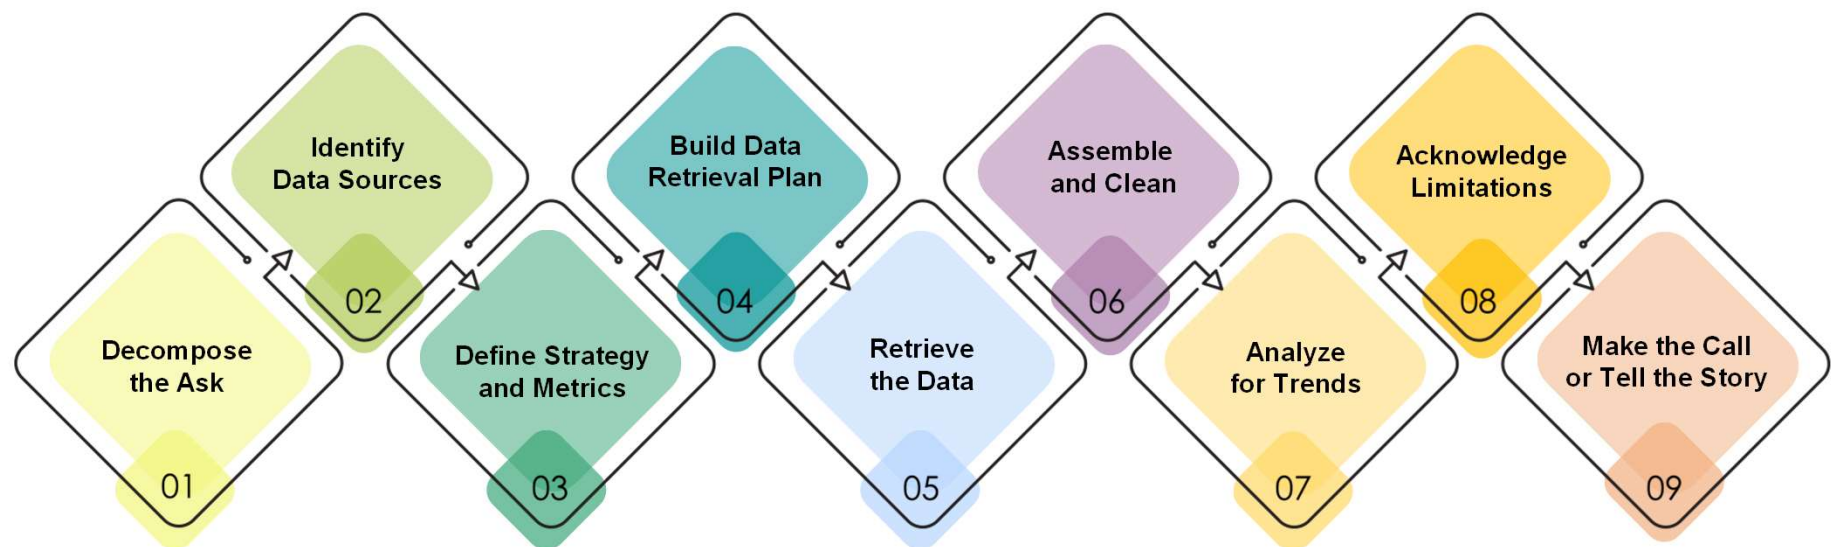 Decompose
the Ask
01
Identify
Data Sources
02
Define Strategy
and Metrics
03
Build Data
Retrieval Plan
04
Retrieve
the Data
05
Assemble
and Clean
06
Analyze
for Trends
07
Acknowledge
Limitations
08
Make the Call
or Tell the Story
09